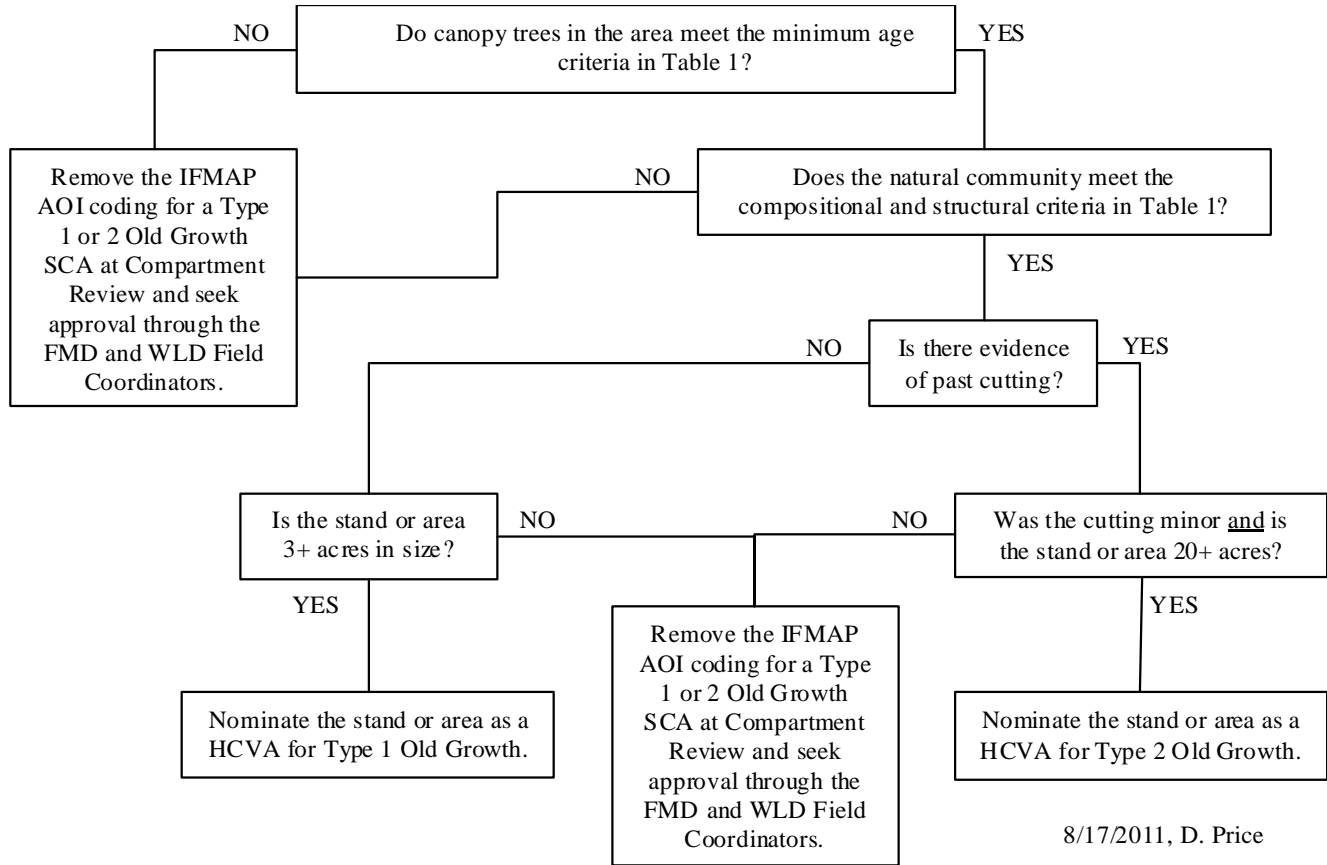 NO
Do canopy trees in the area meet the minimum age
criteria in Table 1?
YES
Remove the IFMAP
AOI coding for a Type
1 or 2 Old Growth
SCA at Compartment
Review and seek
approval through the
FMD and WLD Field
Coordinators.
NO
Does the natural community meet the
compositional and structural criteria in Table 1?
YES
NO
Is there evidence
of past cutting?
YES
Is the stand or area
3+ acres in size?
NO
NO
Was the cutting minor and is
the stand or area 20+ acres?
YES
YES
Remove the IFMAP
AOI coding for a Type
1 or 2 Old Growth
SCA at Compartment
Review and seek
approval through the
FMD and WLD Field
Coordinators.
Nominate the stand or area as a
HCVA for Type 1 Old Growth.
Nominate the stand or area as a
HCVA for Type 2 Old Growth.
8/17/2011, D. Price